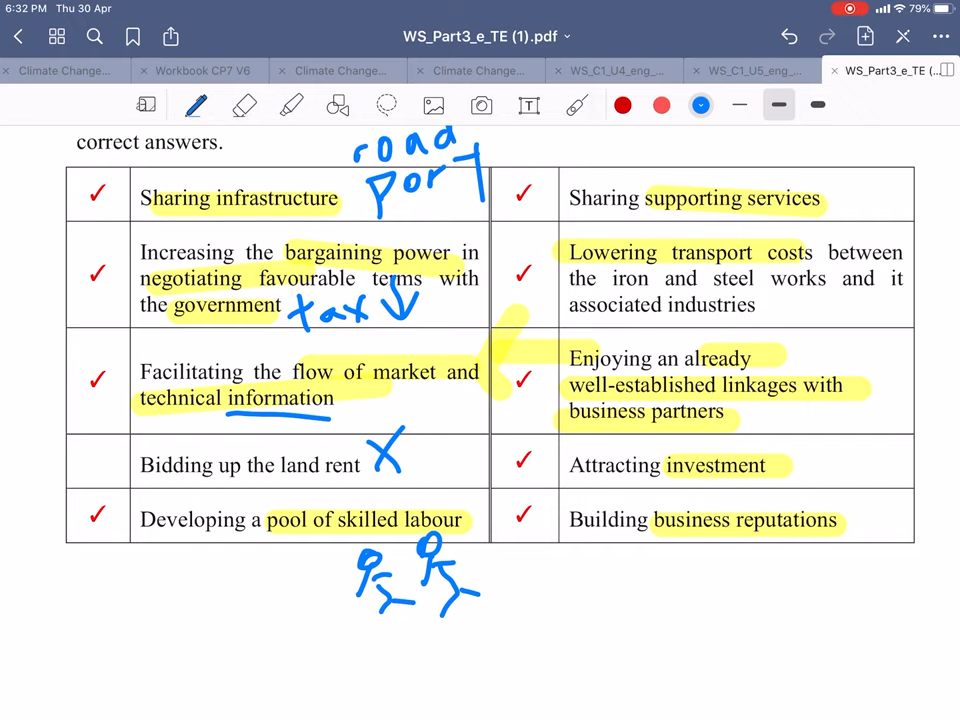 6:32 PM Thu 30 Apr
79%
WS_Part3_e_TE (1).pdf
Climate Change...
Workbook CP7 V6
Climate Change...
Climate Change...
WS_C1_U4_eng_...
WS_C1_U5_eng_...
WS_Part3_e_TE (...
correct answers.
road
port
Sharing infrastructure
Sharing supporting services
Increasing the bargaining power in
negotiating favourable terms with
the government
tax
Lowering transport costs between
the iron and steel works and it
associated industries
Facilitating the flow of market and
technical information
Enjoying an already
well-established linkages with
business partners
Bidding up the land rent
Attracting investment
Developing a pool of skilled labour
Building business reputations